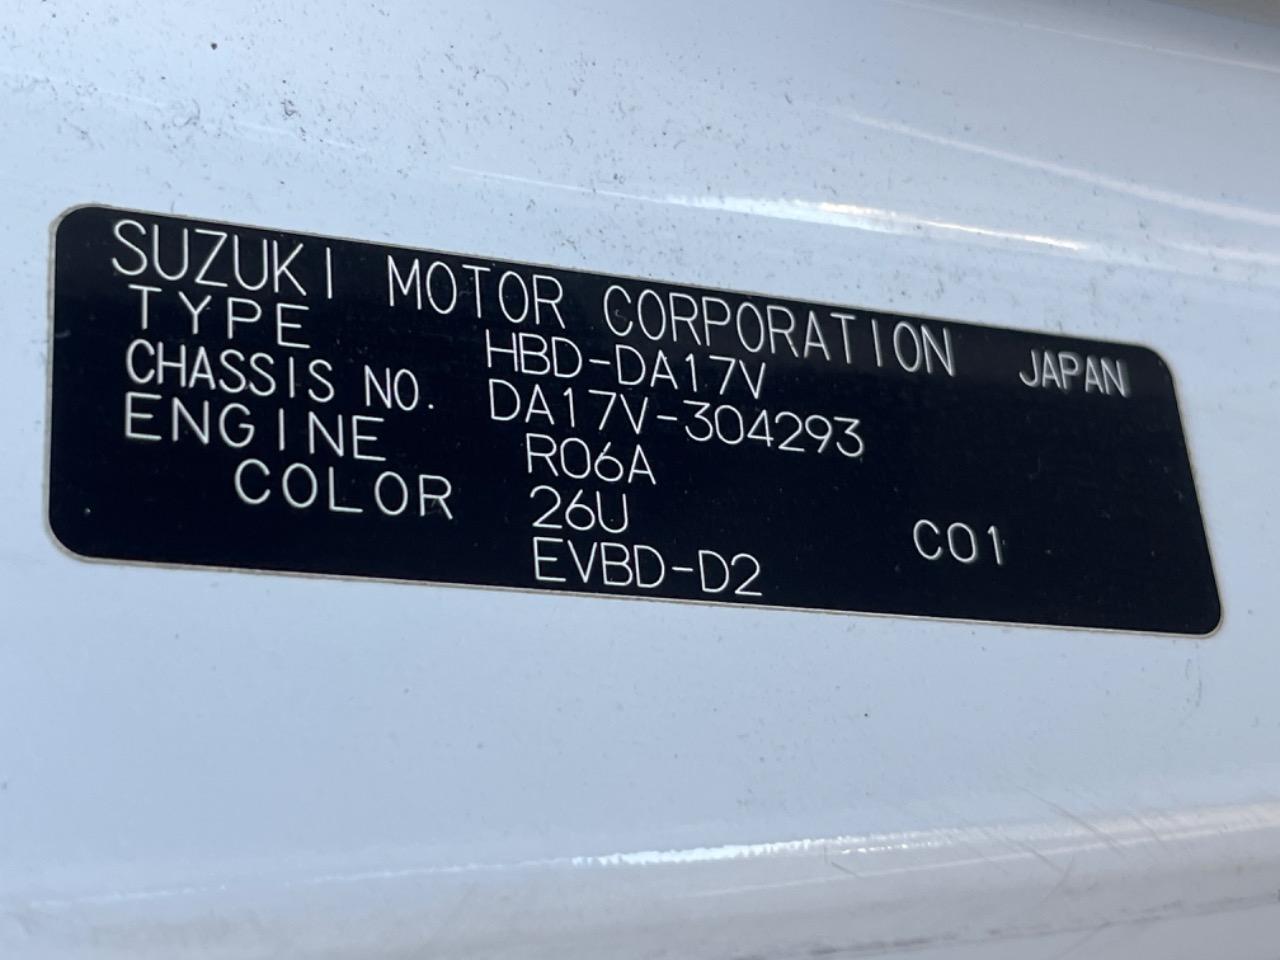 SUZUKI MOTOR CORPORATION JAPAN
TYPE HBD-DA17V
CHASSIS NO. DA17V-304293
ENGINE R06A
COLOR 26U C01
EVBD-D2